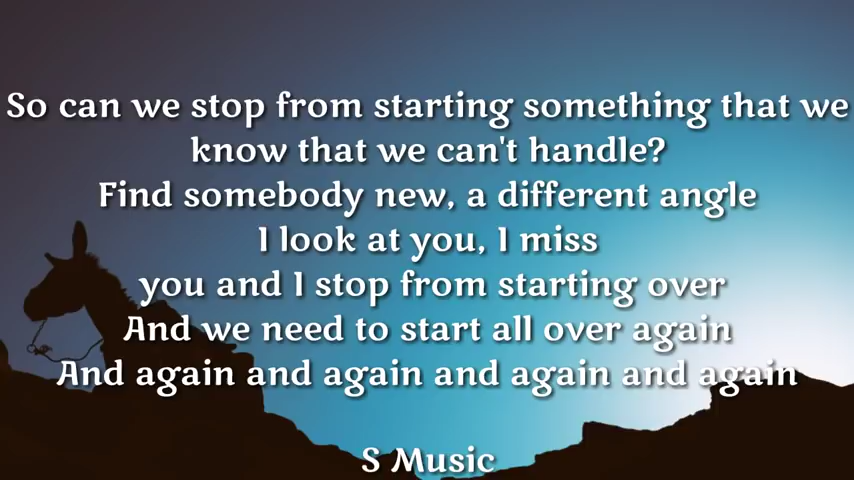 So can we stop from starting something that we
know that we can't handle?
Find somebody new, a different angle
I look at you, I miss
you and I stop from starting over
And we need to start all over again
And again and again and again and again
S Music